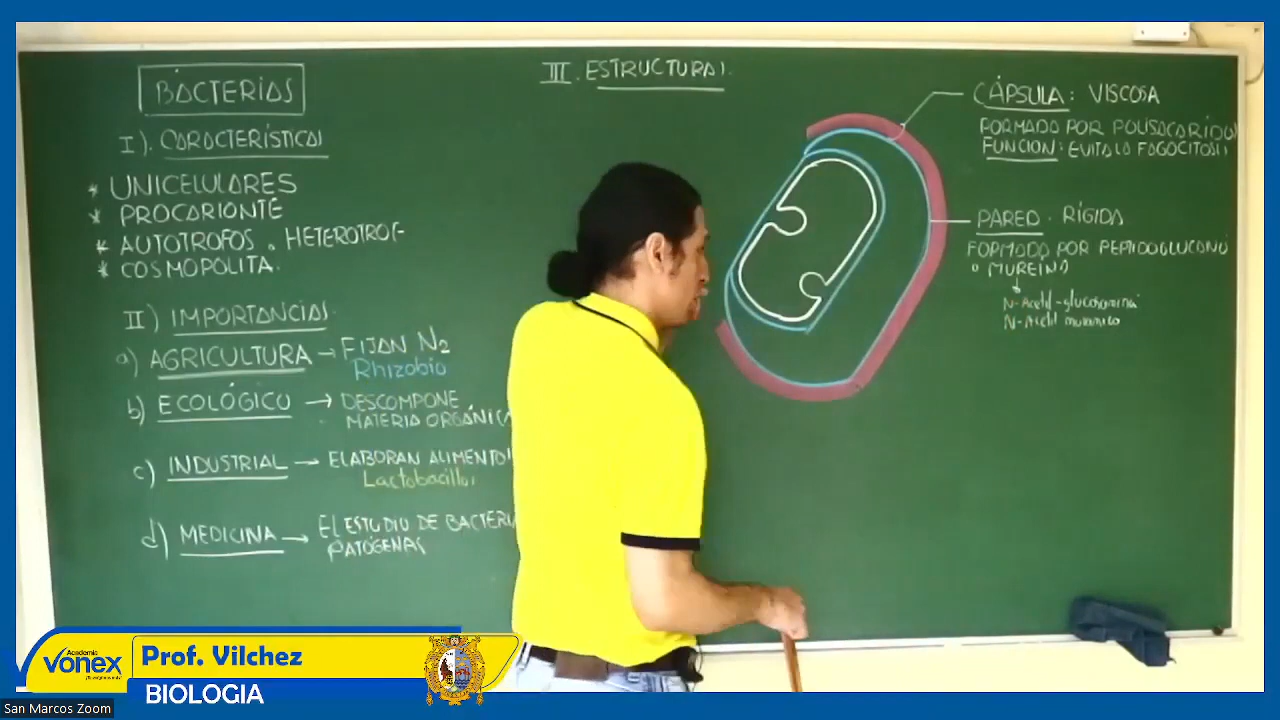 BACTERIAS
I). CARACTERÍSTICAS
* UNICELULARES
* PROCARIONTE
* AUTOTROFOS o HETEROTROF
* COSMOPOLITA.
II) IMPORTANCIAS
a) AGRICULTURA → FIJAN N2
Rhizobio
b) ECOLÓGICO → DESCOMPONE
MATERIA ORGÁNICA
c) INDUSTRIAL → ELABORAN ALIMENTO
Lactobacillos
d) MEDICINA → El ESTUDIO DE BACTERI
PATÓGENAS
III. ESTRUCTURAS.
CÁPSULA: VISCOSA
FORMADO POR POLISACARIDOS
FUNCION: EVITA LA FAGOCITOSIS
PARED. RÍGIDA
FORMADO POR PEPTIDOGLUCANO
o MUREINA
N-Acetil-glucosamina
N-Acetil muramico
Academia
vonex
Prof. Vilchez
BIOLOGIA
San Marcos Zoom